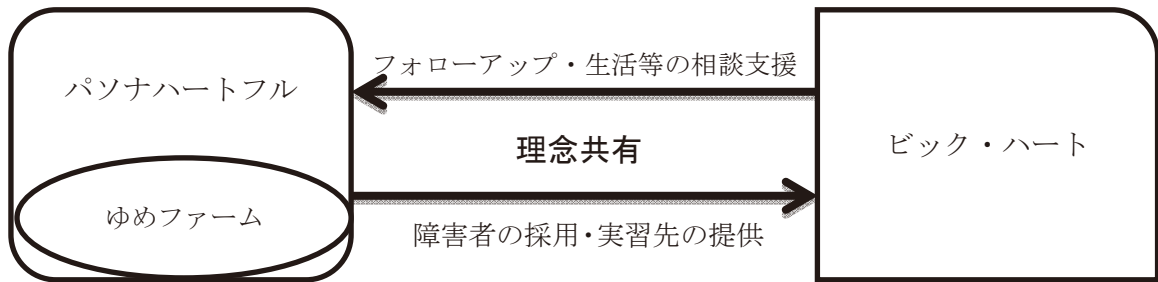 フォローアップ・生活等の相談支援
パソナハートフル
理念共有
ビック・ハート
ゆめファーム
障害者の採用・実習先の提供